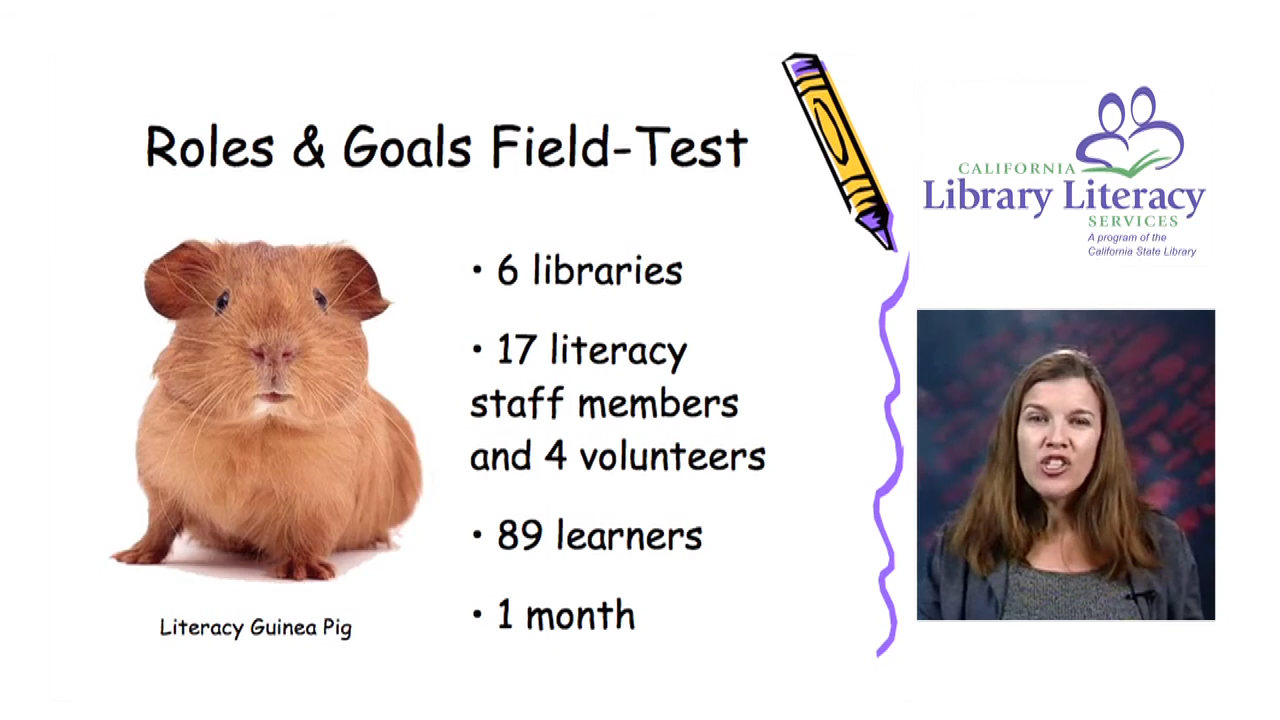 Roles & Goals Field-Test
• 6 libraries
• 17 literacy
staff members
and 4 volunteers
• 89 learners
• 1 month
Literacy Guinea Pig
CALIFORNIA
Library Literacy
SERVICES
A program of the
California State Library